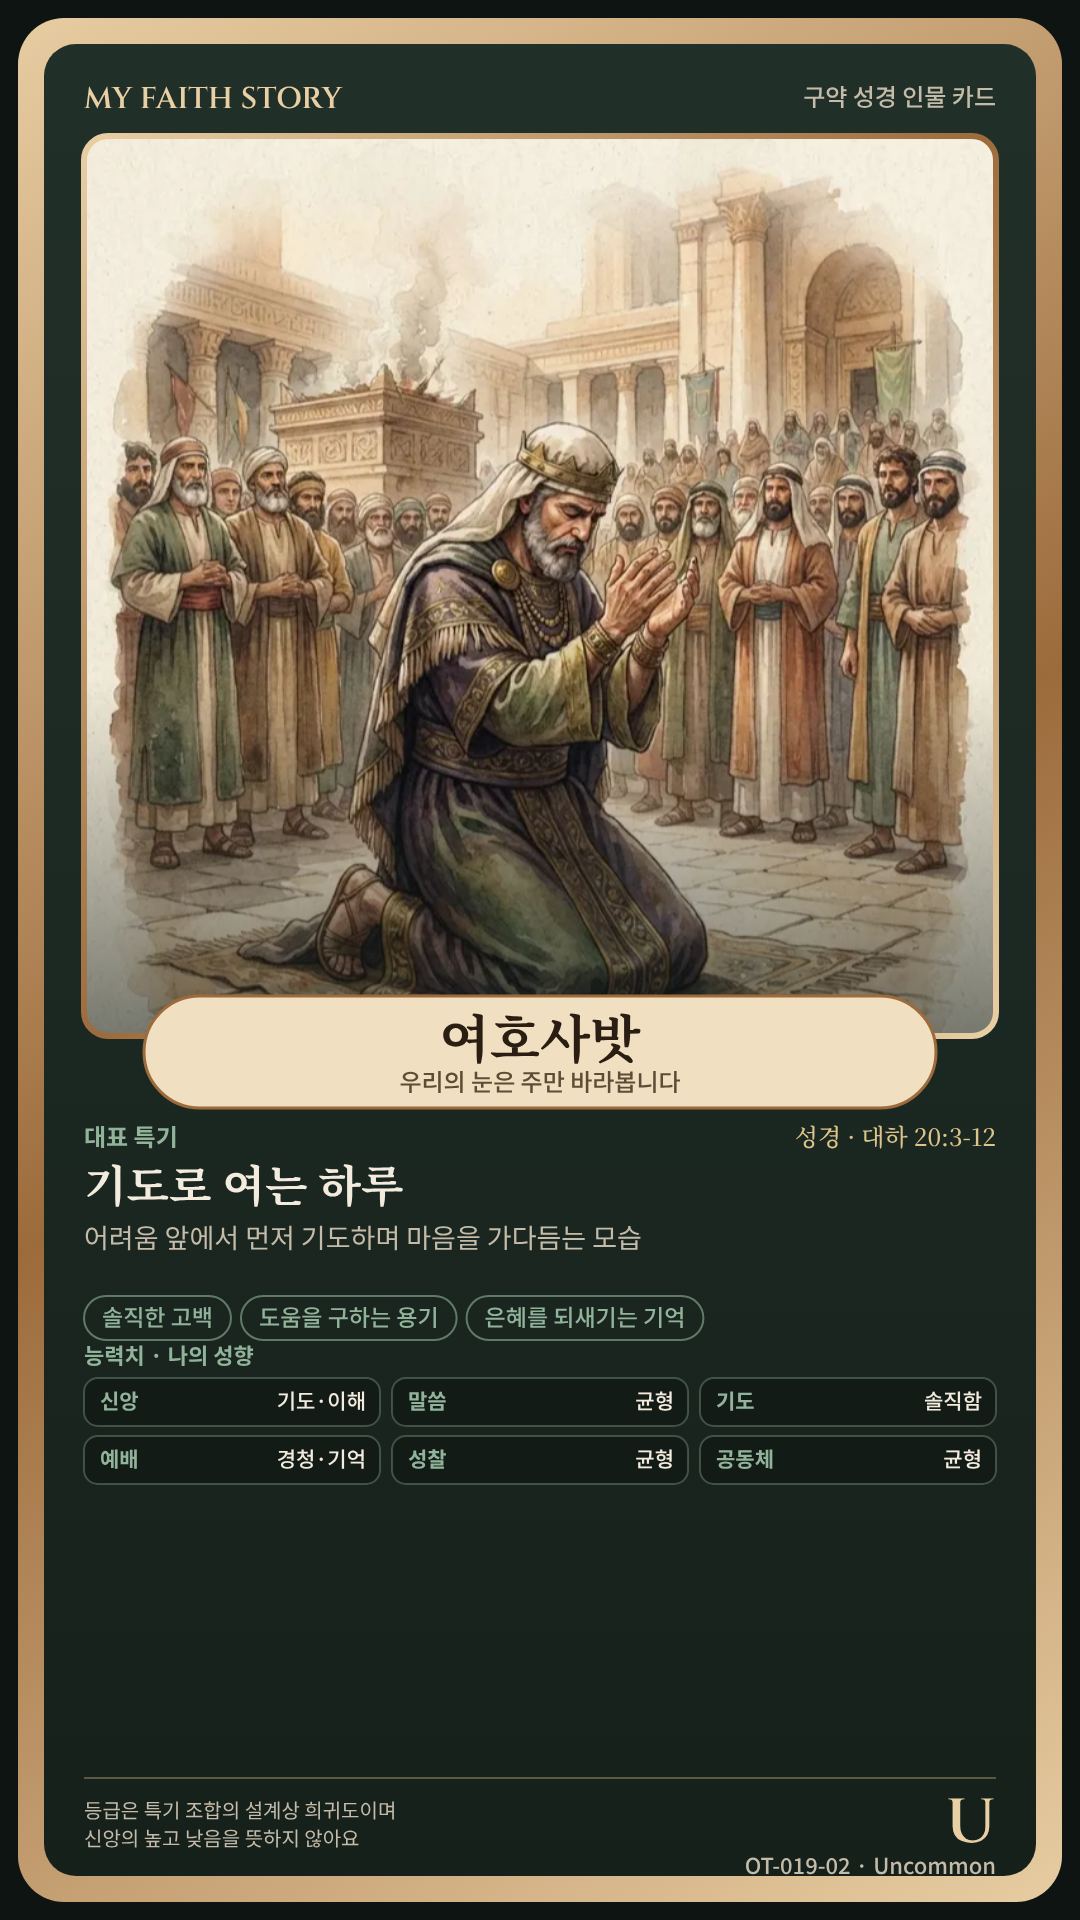 MY FAITH STORY
구약 성경 인물 카드
여호사밧
우리의 눈은 주만 바라봅니다
대표 특기
성경 · 대하 20:3-12
기도로 여는 하루
어려움 앞에서 먼저 기도하며 마음을 가다듬는 모습
솔직한 고백 도움을 구하는 용기 은혜를 되새기는 기억
능력치 · 나의 성향
신앙 기도·이해 말씀 균형 기도 솔직함
예배 경청·기억 성찰 균형 공동체 균형
등급은 특기 조합의 설계상 희귀도이며
신앙의 높고 낮음을 뜻하지 않아요
U
OT-019-02 · Uncommon